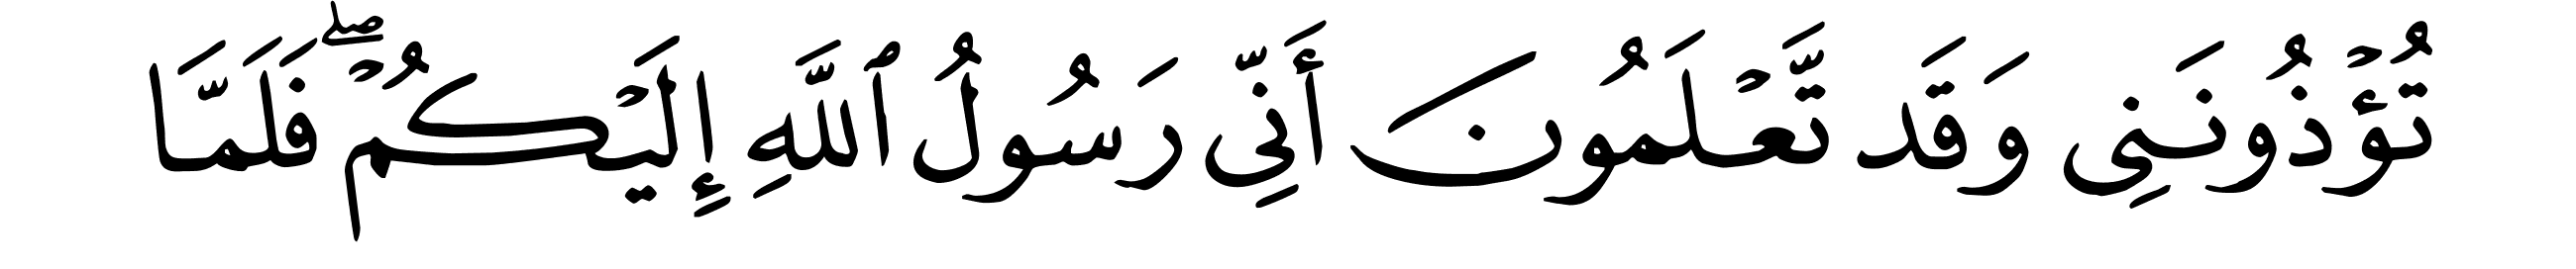 تُؤۡذُونَنِي وَقَد تَّعۡلَمُونَ أَنِّي رَسُولُ ٱللَّهِ إِلَيۡكُمۡۖ فَلَمَّا